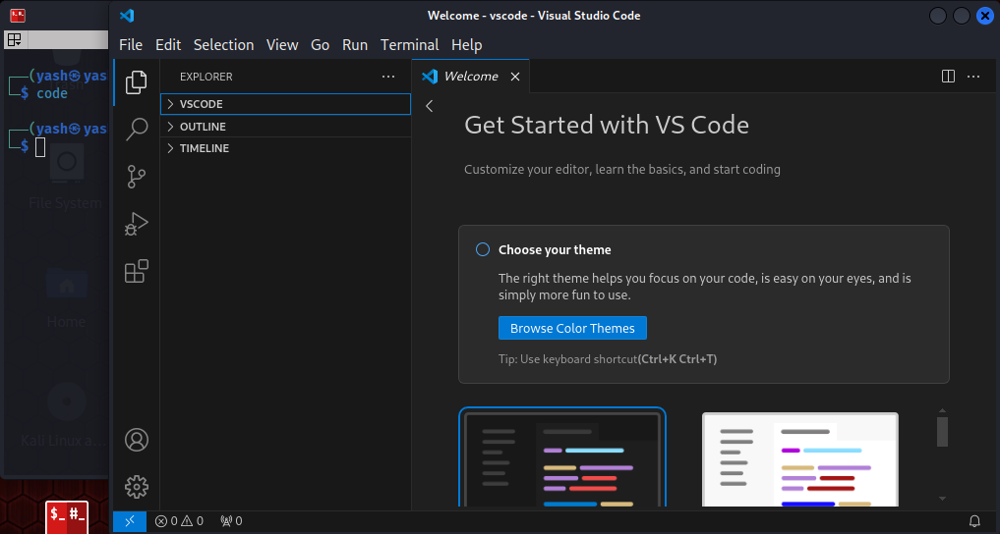 $_ #_
Welcome - vscode - Visual Studio Code
File Edit Selection View Go Run Terminal Help
(yash㉿yas
$ code
(yash㉿yas
$
File System
Home
Kali Linux a...
$_ #_
EXPLORER
VSCODE
OUTLINE
TIMELINE
Welcome
Get Started with VS Code
Customize your editor, learn the basics, and start coding
Choose your theme
The right theme helps you focus on your code, is easy on your eyes, and is
simply more fun to use.
Browse Color Themes
Tip: Use keyboard shortcut(Ctrl+K Ctrl+T)
0 0 0